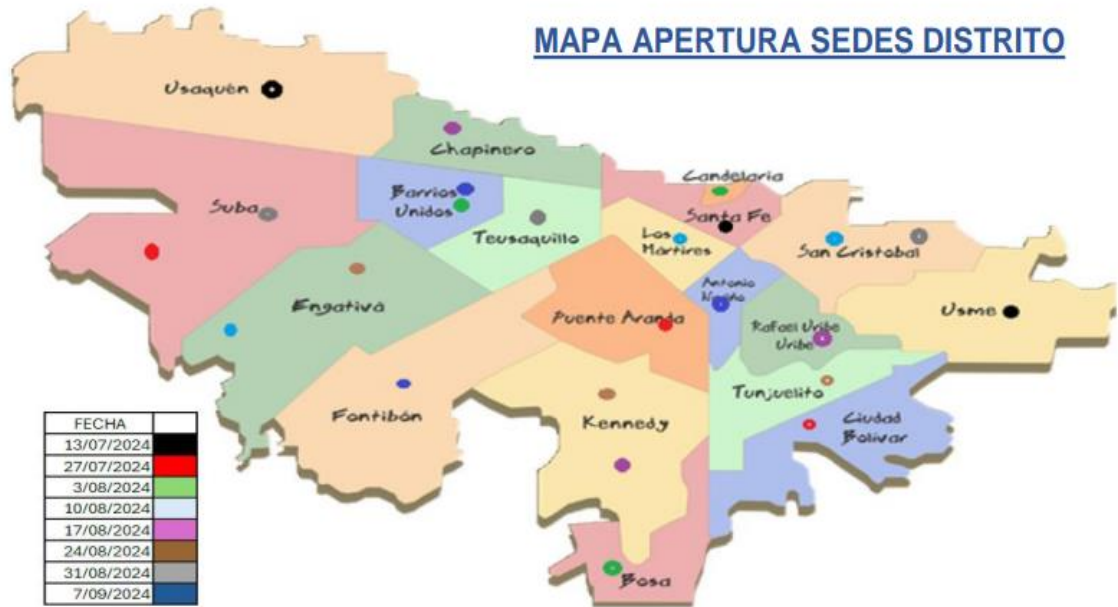 MAPA APERTURA SEDES DISTRITO
Usaquén
Chapinero
Candelaria
Barrios
Unidos
Suba
Santa Fe
Teusaquillo
Los
Mártires
San Cristobal
Antonio
Nariño
Engativá
Puente Aranda
Rafael Uribe
Uribe
Usme
Tunjuelito
Fontibón
Kennedy
Ciudad
Bolívar
Bosa
FECHA
13/07/2024
27/07/2024
3/08/2024
10/08/2024
17/08/2024
24/08/2024
31/08/2024
7/09/2024